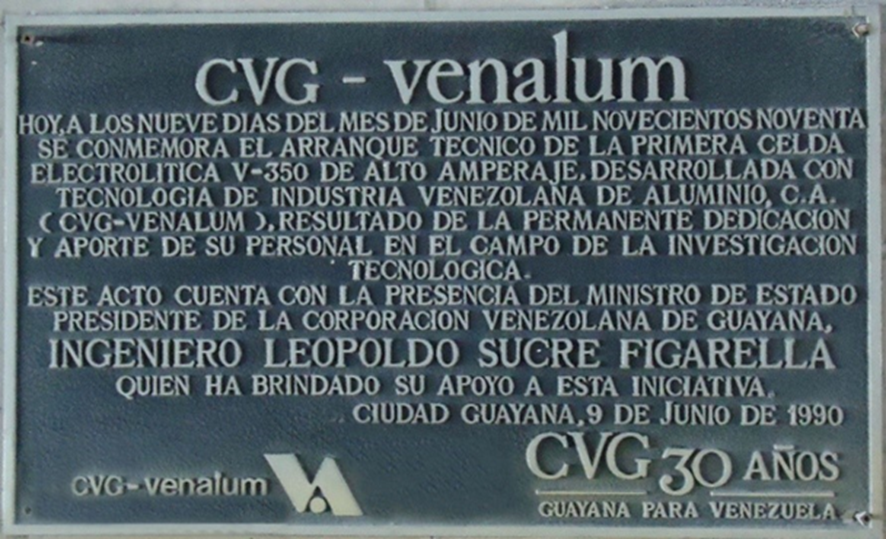 CVG - venalum
HOY, A LOS NUEVE DIAS DEL MES DE JUNIO DE MIL NOVECIENTOS NOVENTA
SE CONMEMORA EL ARRANQUE TECNICO DE LA PRIMERA CELDA
ELECTROLITICA V-350 DE ALTO AMPERAJE, DESARROLLADA CON
TECNOLOGIA DE INDUSTRIA VENEZOLANA DE ALUMINIO, C.A.
( CVG-VENALUM ), RESULTADO DE LA PERMANENTE DEDICACION
Y APORTE DE SU PERSONAL EN EL CAMPO DE LA INVESTIGACION
TECNOLOGICA.
ESTE ACTO CUENTA CON LA PRESENCIA DEL MINISTRO DE ESTADO
PRESIDENTE DE LA CORPORACION VENEZOLANA DE GUAYANA,
INGENIERO LEOPOLDO SUCRE FIGARELLA
QUIEN HA BRINDADO SU APOYO A ESTA INICIATIVA.
CIUDAD GUAYANA, 9 DE JUNIO DE 1990
CVG-venalum
CVG 30 AÑOS
GUAYANA PARA VENEZUELA